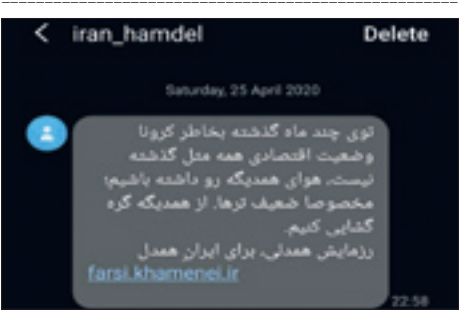 iran_hamdel
Delete
Saturday, 25 April 2020
توی چند ماه گذشته بخاطر کرونا
وضعیت اقتصادی همه مثل گذشته
نیست. هوای همدیگه رو داشته باشیم؛
مخصوصا ضعیف ترها. از همدیگه گره
گشایی کنیم.
رزمایش همدلی، برای ایران همدل
farsi.khamenei.ir
22:58